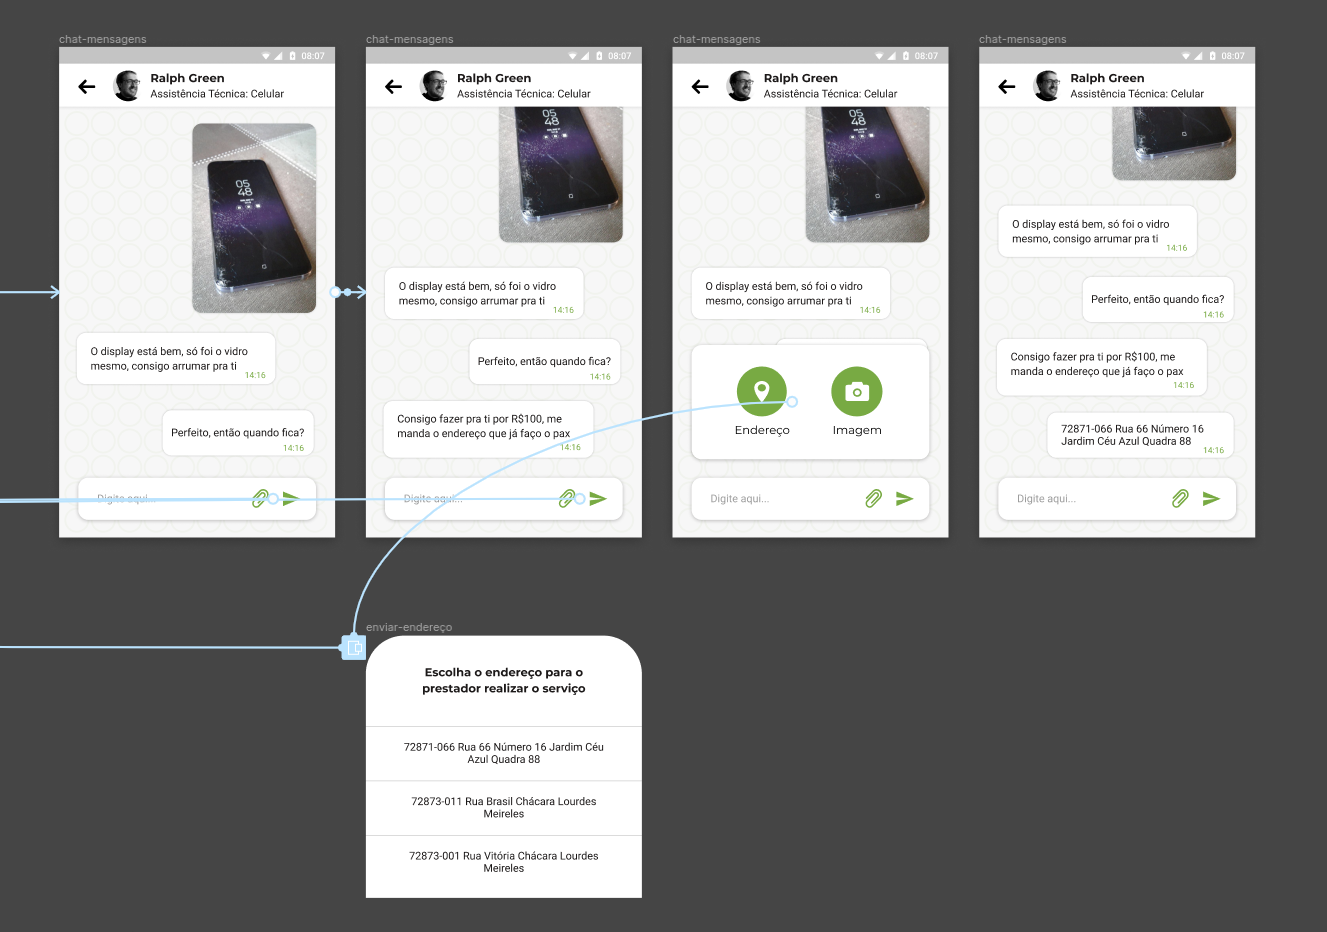 chat-mensagens
08:07
Ralph Green
Assistência Técnica: Celular
05
48
O display está bem, só foi o vidro
mesmo, consigo arrumar pra ti
14:16
Perfeito, então quando fica?
14:16
Digite aqui...
chat-mensagens
08:07
Ralph Green
Assistência Técnica: Celular
05
48
O display está bem, só foi o vidro
mesmo, consigo arrumar pra ti
14:16
Perfeito, então quando fica?
14:16
Consigo fazer pra ti por R$100, me
manda o endereço que já faço o pax
14:16
Digite aqui...
chat-mensagens
08:07
Ralph Green
Assistência Técnica: Celular
05
48
O display está bem, só foi o vidro
mesmo, consigo arrumar pra ti
14:16
Endereço
Imagem
Digite aqui...
chat-mensagens
08:07
Ralph Green
Assistência Técnica: Celular
O display está bem, só foi o vidro
mesmo, consigo arrumar pra ti
14:16
Perfeito, então quando fica?
14:16
Consigo fazer pra ti por R$100, me
manda o endereço que já faço o pax
14:16
72871-066 Rua 66 Número 16
Jardim Céu Azul Quadra 88
14:16
Digite aqui...
enviar-endereço
Escolha o endereço para o
prestador realizar o serviço
72871-066 Rua 66 Número 16 Jardim Céu
Azul Quadra 88
72873-011 Rua Brasil Chácara Lourdes
Meireles
72873-001 Rua Vitória Chácara Lourdes
Meireles